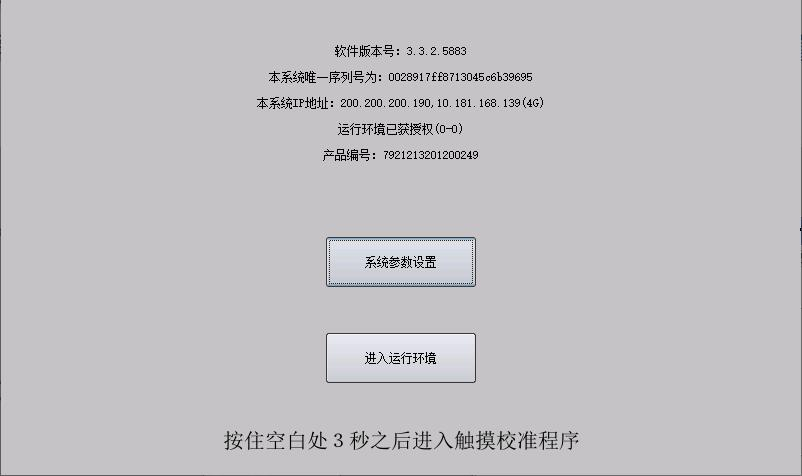 软件版本号：3.3.2.5883
本系统唯一序列号为：0028917ff8713045c6b39695
本系统IP地址：200.200.200.190,10.181.168.139(4G)
运行环境已获授权(0-0)
产品编号：7921213201200249
系统参数设置
进入运行环境
按住空白处 3 秒之后进入触摸校准程序